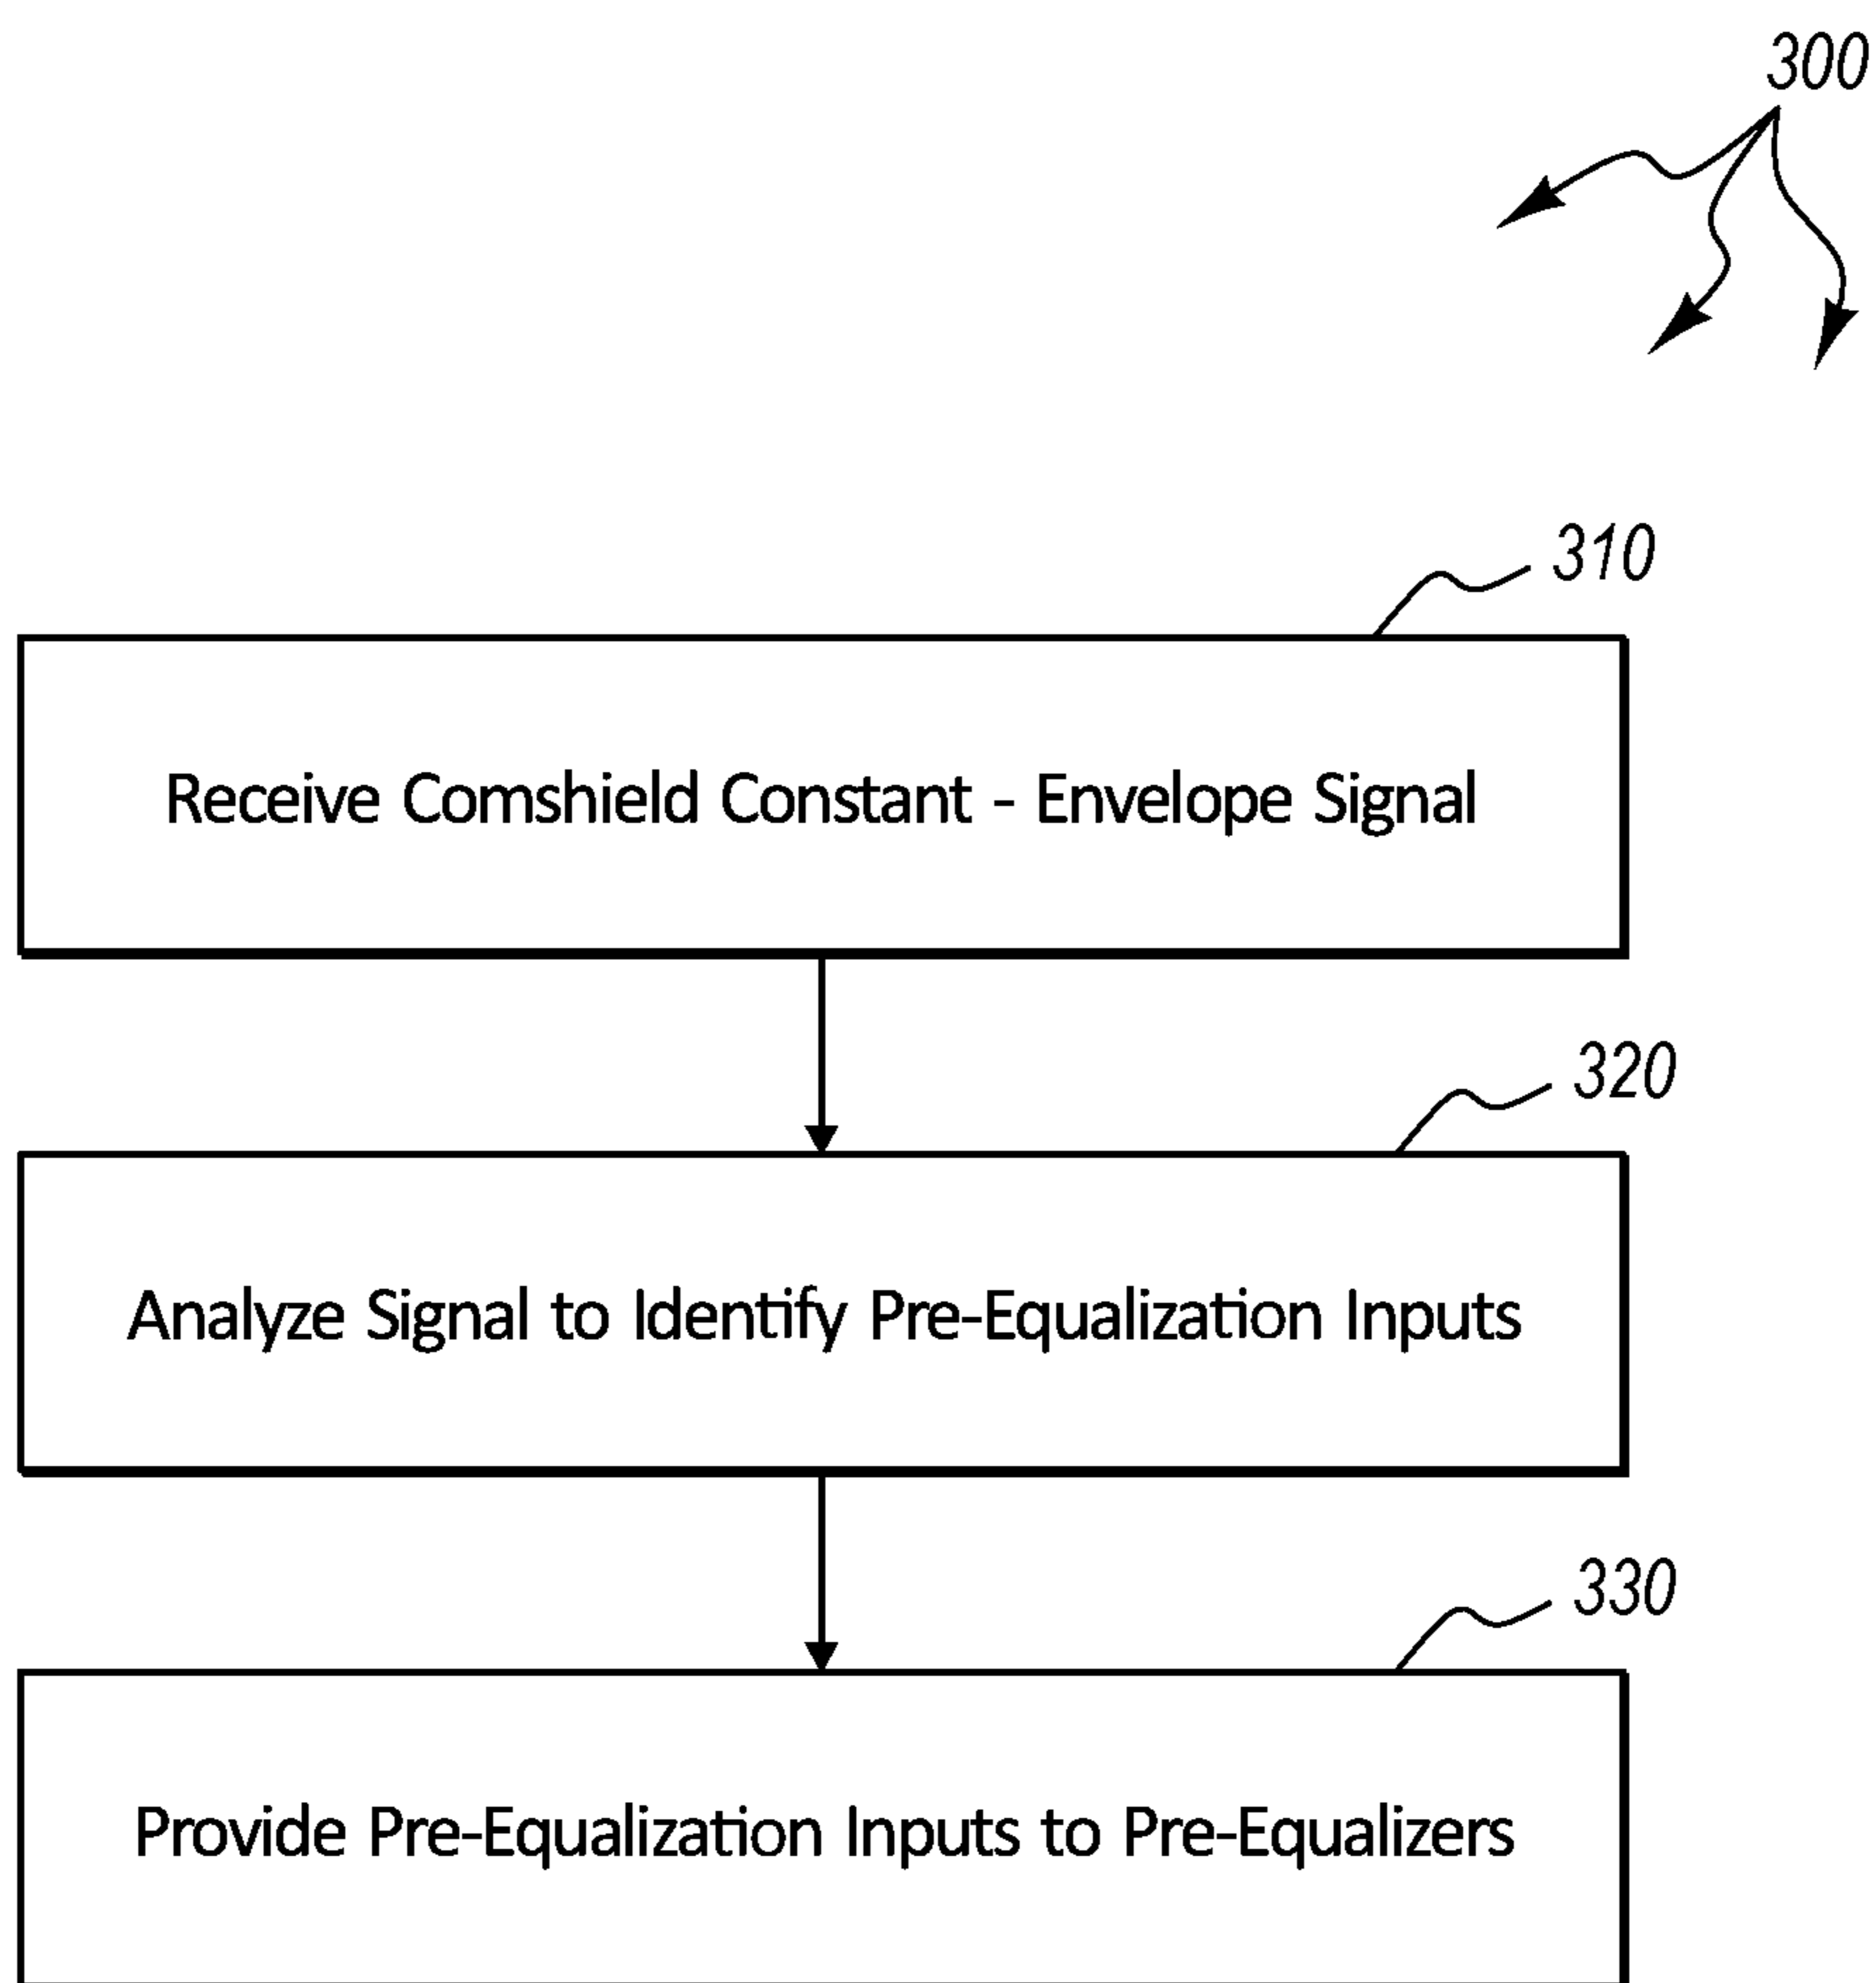 300
310
Receive Comshield Constant - Envelope Signal
320
Analyze Signal to Identify Pre-Equalization Inputs
330
Provide Pre-Equalization Inputs to Pre-Equalizers